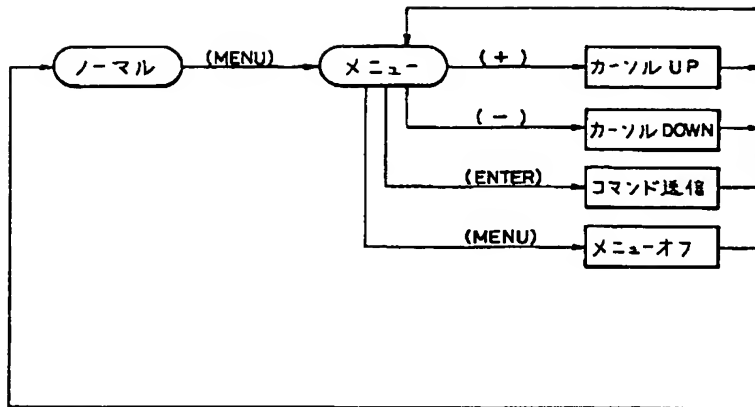 ノーマル
(MENU)
メニュー
(+)
カーソルUP
(-)
カーソルDOWN
(ENTER)
コマンド送信
(MENU)
メニューオフ